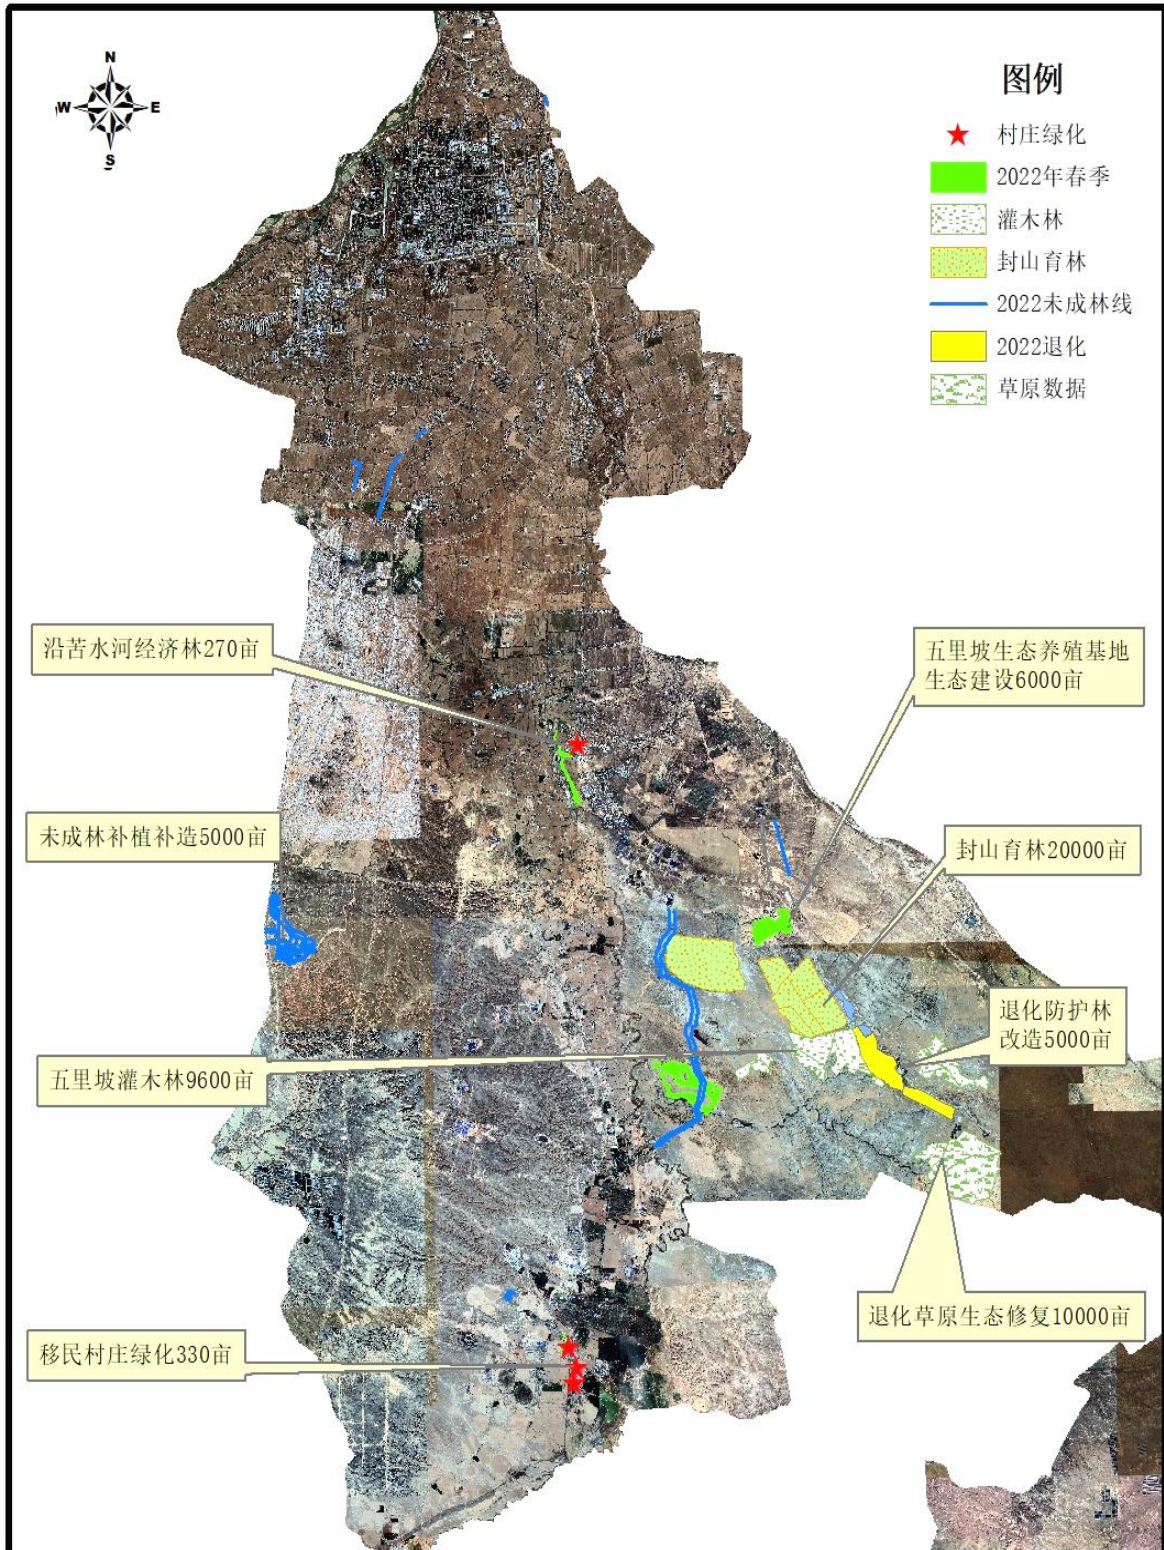 N
W
E
S
图例
村庄绿化
2022年春季
灌木林
封山育林
2022未成林线
2022退化
草原数据
沿苦水河经济林270亩
五里坡生态养殖基地
生态建设6000亩
未成林补植补造5000亩
封山育林20000亩
退化防护林
改造5000亩
五里坡灌木林9600亩
退化草原生态修复10000亩
移民村庄绿化330亩